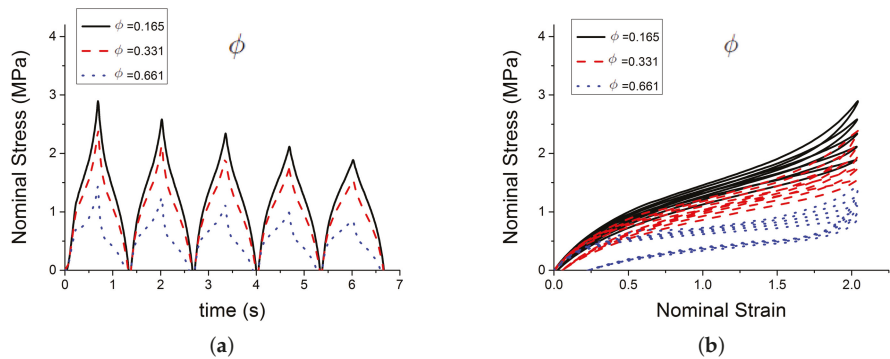 ϕ =0.165
ϕ =0.331
ϕ =0.661
ϕ
4
3
2
1
0
Nominal Stress (MPa)
0 1 2 3 4 5 6 7
time (s)
(a)
ϕ =0.165
ϕ =0.331
ϕ =0.661
ϕ
4
3
2
1
0
Nominal Stress (MPa)
0.0 0.5 1.0 1.5 2.0
Nominal Strain
(b)